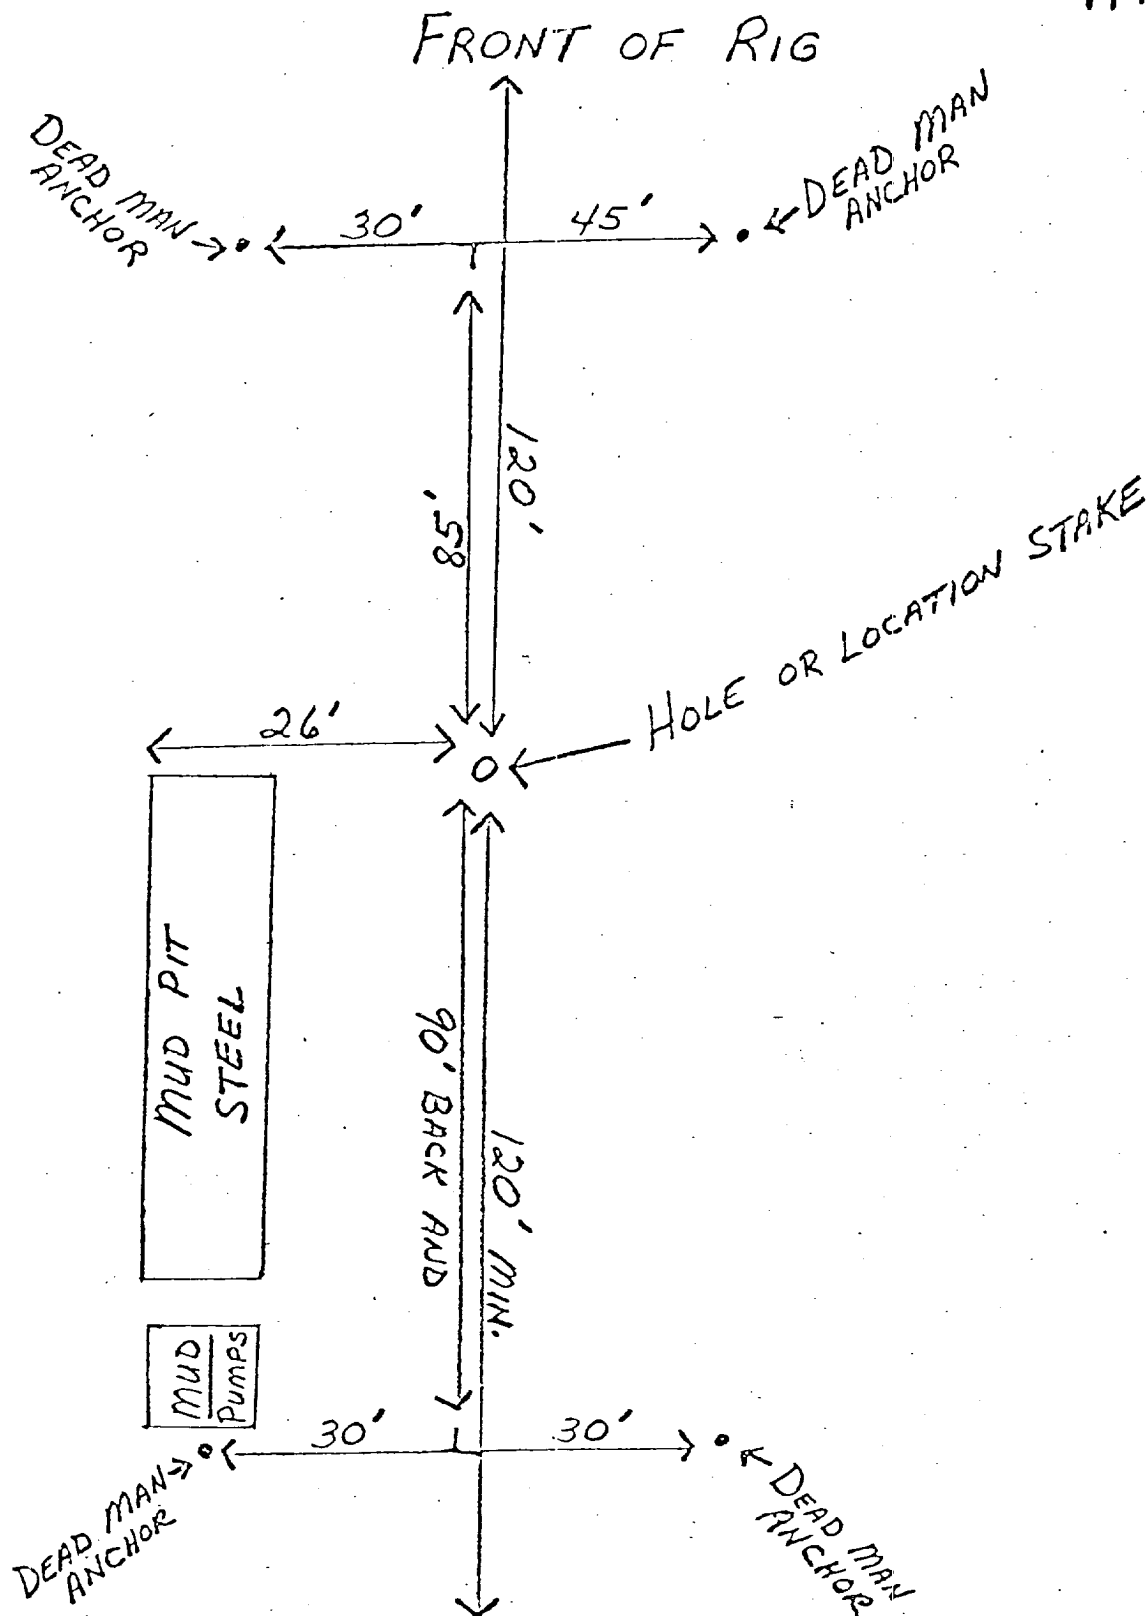 FRONT OF RIG
DEAD MAN
ANCHOR
30'
45'
DEAD MAN
ANCHOR
85'
120'
26'
HOLE OR LOCATION STAKE
MUD PIT
STEEL
90' BACK AND
120' MIN.
MUD
PUMPS
30'
30'
DEAD MAN
ANCHOR
DEAD MAN
ANCHOR